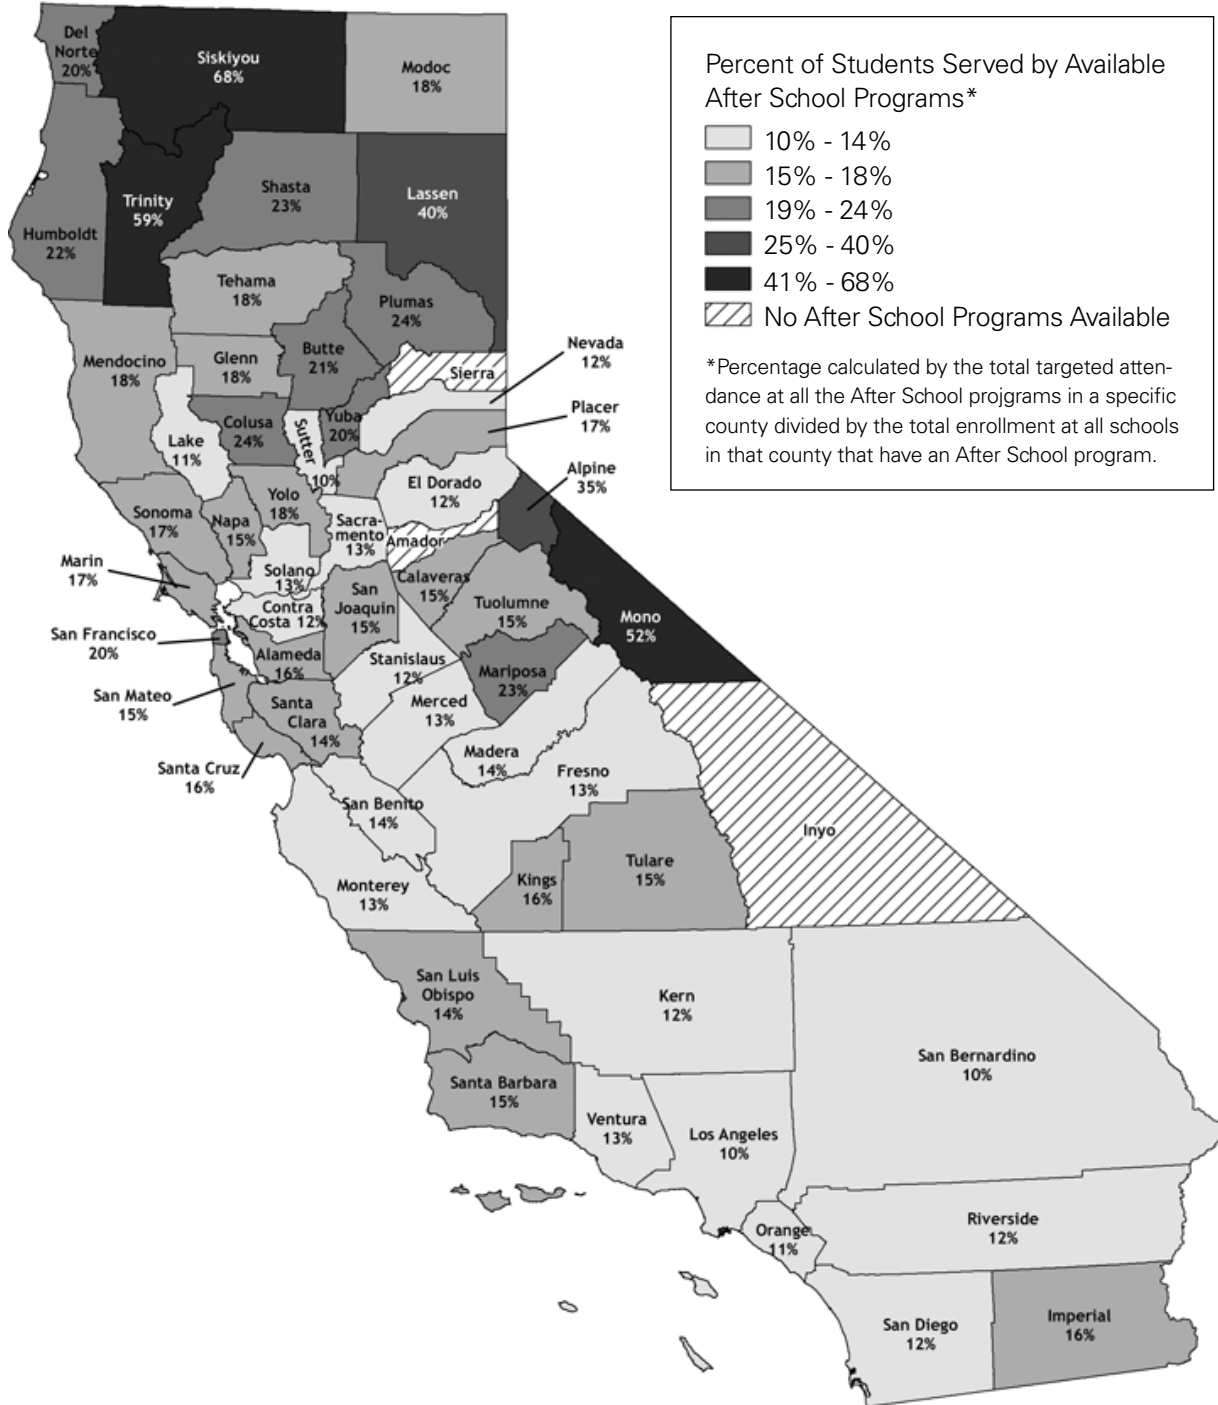 Del
Norte
20%
Siskiyou
68%
Modoc
18%
Percent of Students Served by Available
After School Programs*
10% - 14%
15% - 18%
19% - 24%
25% - 40%
41% - 68%
No After School Programs Available
*Percentage calculated by the total targeted atten-
dance at all the After School projgrams in a specific
county divided by the total enrollment at all schools
in that county that have an After School program.
Humboldt
22%
Trinity
59%
Shasta
23%
Lassen
40%
Tehama
18%
Plumas
24%
Mendocino
18%
Glenn
18%
Butte
21%
Sierra
Nevada
12%
Placer
17%
Lake
11%
Colusa
24%
Sutter
10%
Yuba
20%
Alpine
35%
El Dorado
12%
Sonoma
17%
Napa
15%
Yolo
18%
Sacra-
mento
13%
Amador
Marin
17%
Solano
13%
Contra
Costa 12%
San
Joaquin
15%
Calaveras
15%
Tuolumne
15%
Mono
52%
San Francisco
20%
Alameda
16%
Stanislaus
12%
Mariposa
23%
San Mateo
15%
Santa
Clara
14%
Merced
13%
Madera
14%
Fresno
13%
Santa Cruz
16%
San Benito
14%
Inyo
Monterey
13%
Kings
16%
Tulare
15%
San Luis
Obispo
14%
Kern
12%
San Bernardino
10%
Santa Barbara
15%
Ventura
13%
Los Angeles
10%
Orange
11%
Riverside
12%
San Diego
12%
Imperial
16%